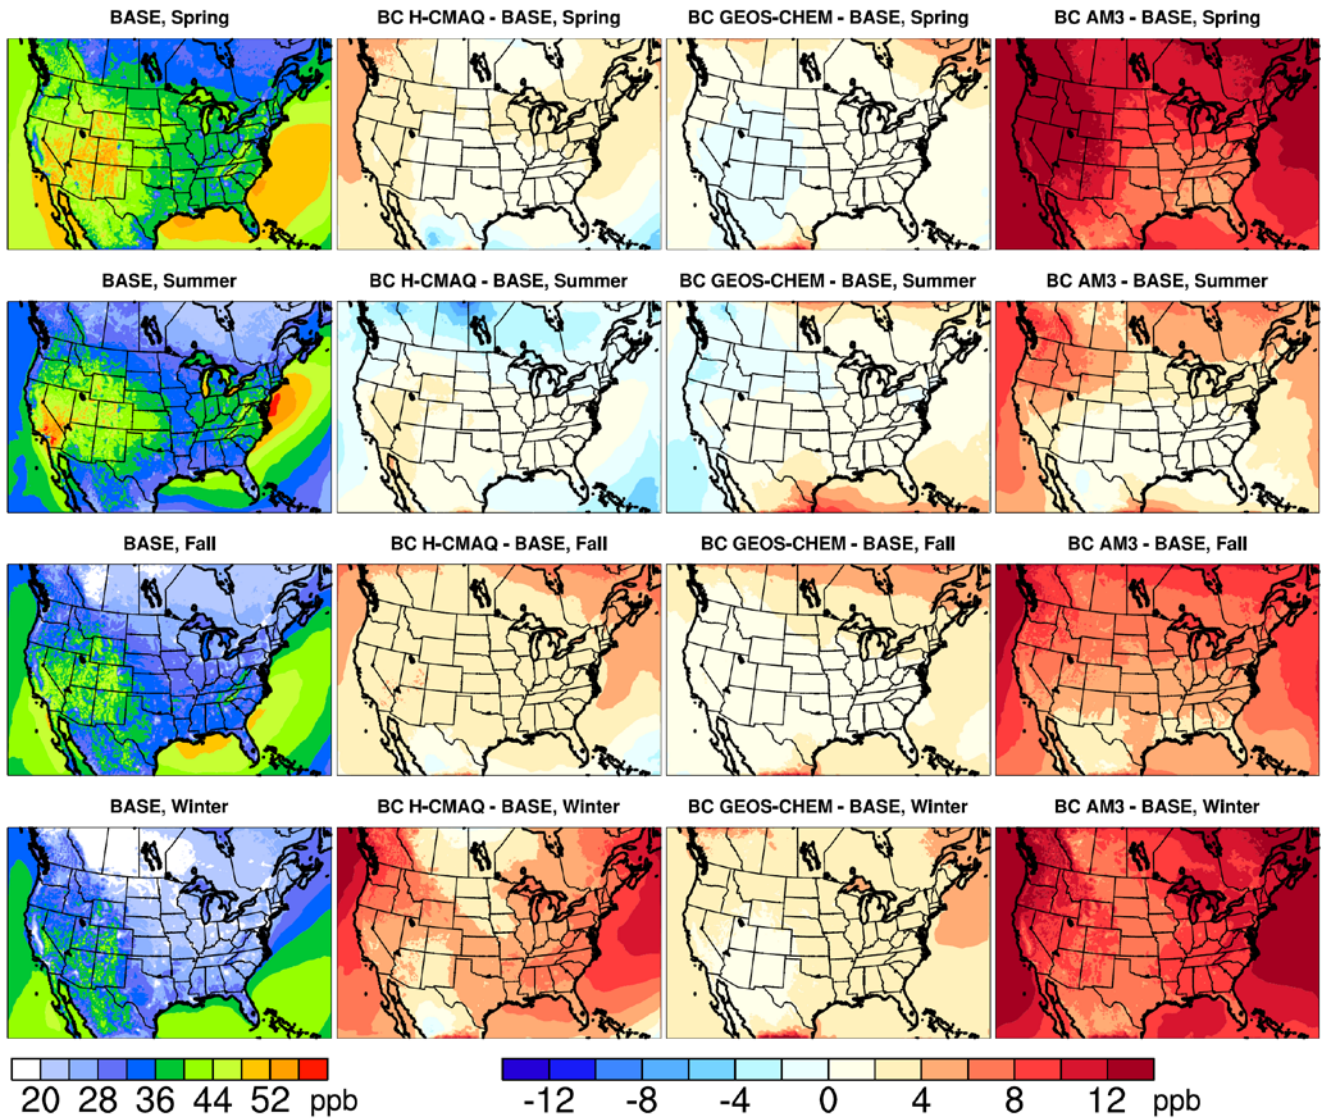 BASE, Spring BC H-CMAQ - BASE, Spring BC GEOS-CHEM - BASE, Spring BC AM3 - BASE, Spring
BASE, Summer BC H-CMAQ - BASE, Summer BC GEOS-CHEM - BASE, Summer BC AM3 - BASE, Summer
BASE, Fall BC H-CMAQ - BASE, Fall BC GEOS-CHEM - BASE, Fall BC AM3 - BASE, Fall
BASE, Winter BC H-CMAQ - BASE, Winter BC GEOS-CHEM - BASE, Winter BC AM3 - BASE, Winter
20 28 36 44 52 ppb -12 -8 -4 0 4 8 12 ppb